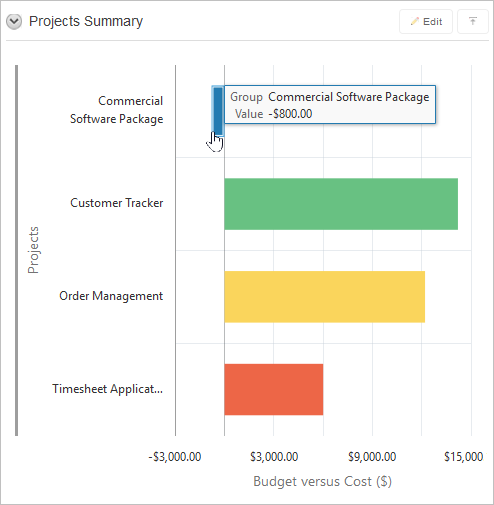 Projects Summary
Edit
Commercial
Software Package
Group Commercial Software Package
Value -$800.00
Customer Tracker
Projects
Order Management
Timesheet Applicat...
-$3,000.00 $3,000.00 $9,000.00 $15,000
Budget versus Cost ($)